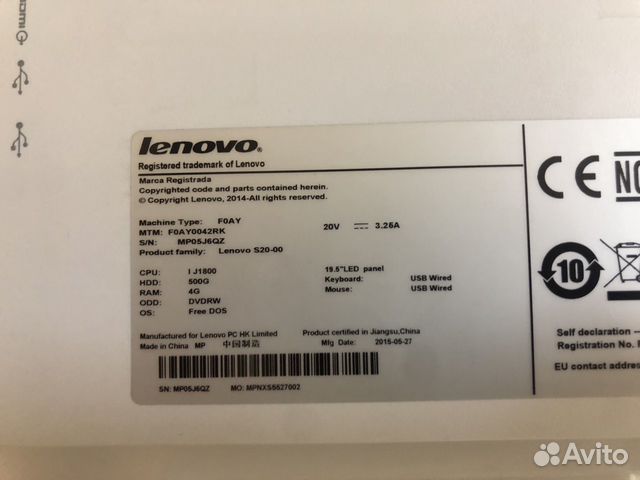 lenovo
Registered trademark of Lenovo
Marca Registrada
Copyrighted code and parts contained herein.
© Copyright Lenovo, 2014-All rights reserved.
Machine Type: F0AY
MTM: F0AY0042RK 20V 3.25A
S/N: MP05J6QZ
Product family: Lenovo S20-00
CPU: I J1800 19.5"LED panel
HDD: 500G Keyboard: USB Wired
RAM: 4G Mouse: USB Wired
ODD: DVDRW
OS: Free DOS
Manufactured for Lenovo PC HK Limited Product certified in Jiangsu,China
Made in China MP 中国制造 Mfg Date: 2015-05-27
SN: MP05J6QZ MO: MPNXS5527002
CE
10
Self declaration --
Registration No.
EU contact address
Avito